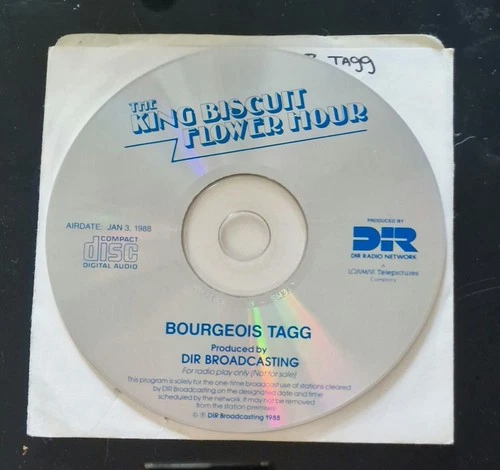 TAGG
THE
KING BISCUIT
FLOWER HOUR
AIRDATE: JAN 3, 1988
COMPACT
disc
DIGITAL AUDIO
PRODUCED BY
DIR
DIR RADIO NETWORK
A
Telepictures
Company
BOURGEOIS TAGG
Produced by
DIR BROADCASTING
For radio play only (Not for sale)
This program is solely for the one-time broadcast use of stations cleared
by DIR Broadcasting on the designated date and time
scheduled by the network. It may not be removed
from the station premises.
© ℗ DIR Broadcasting 1988